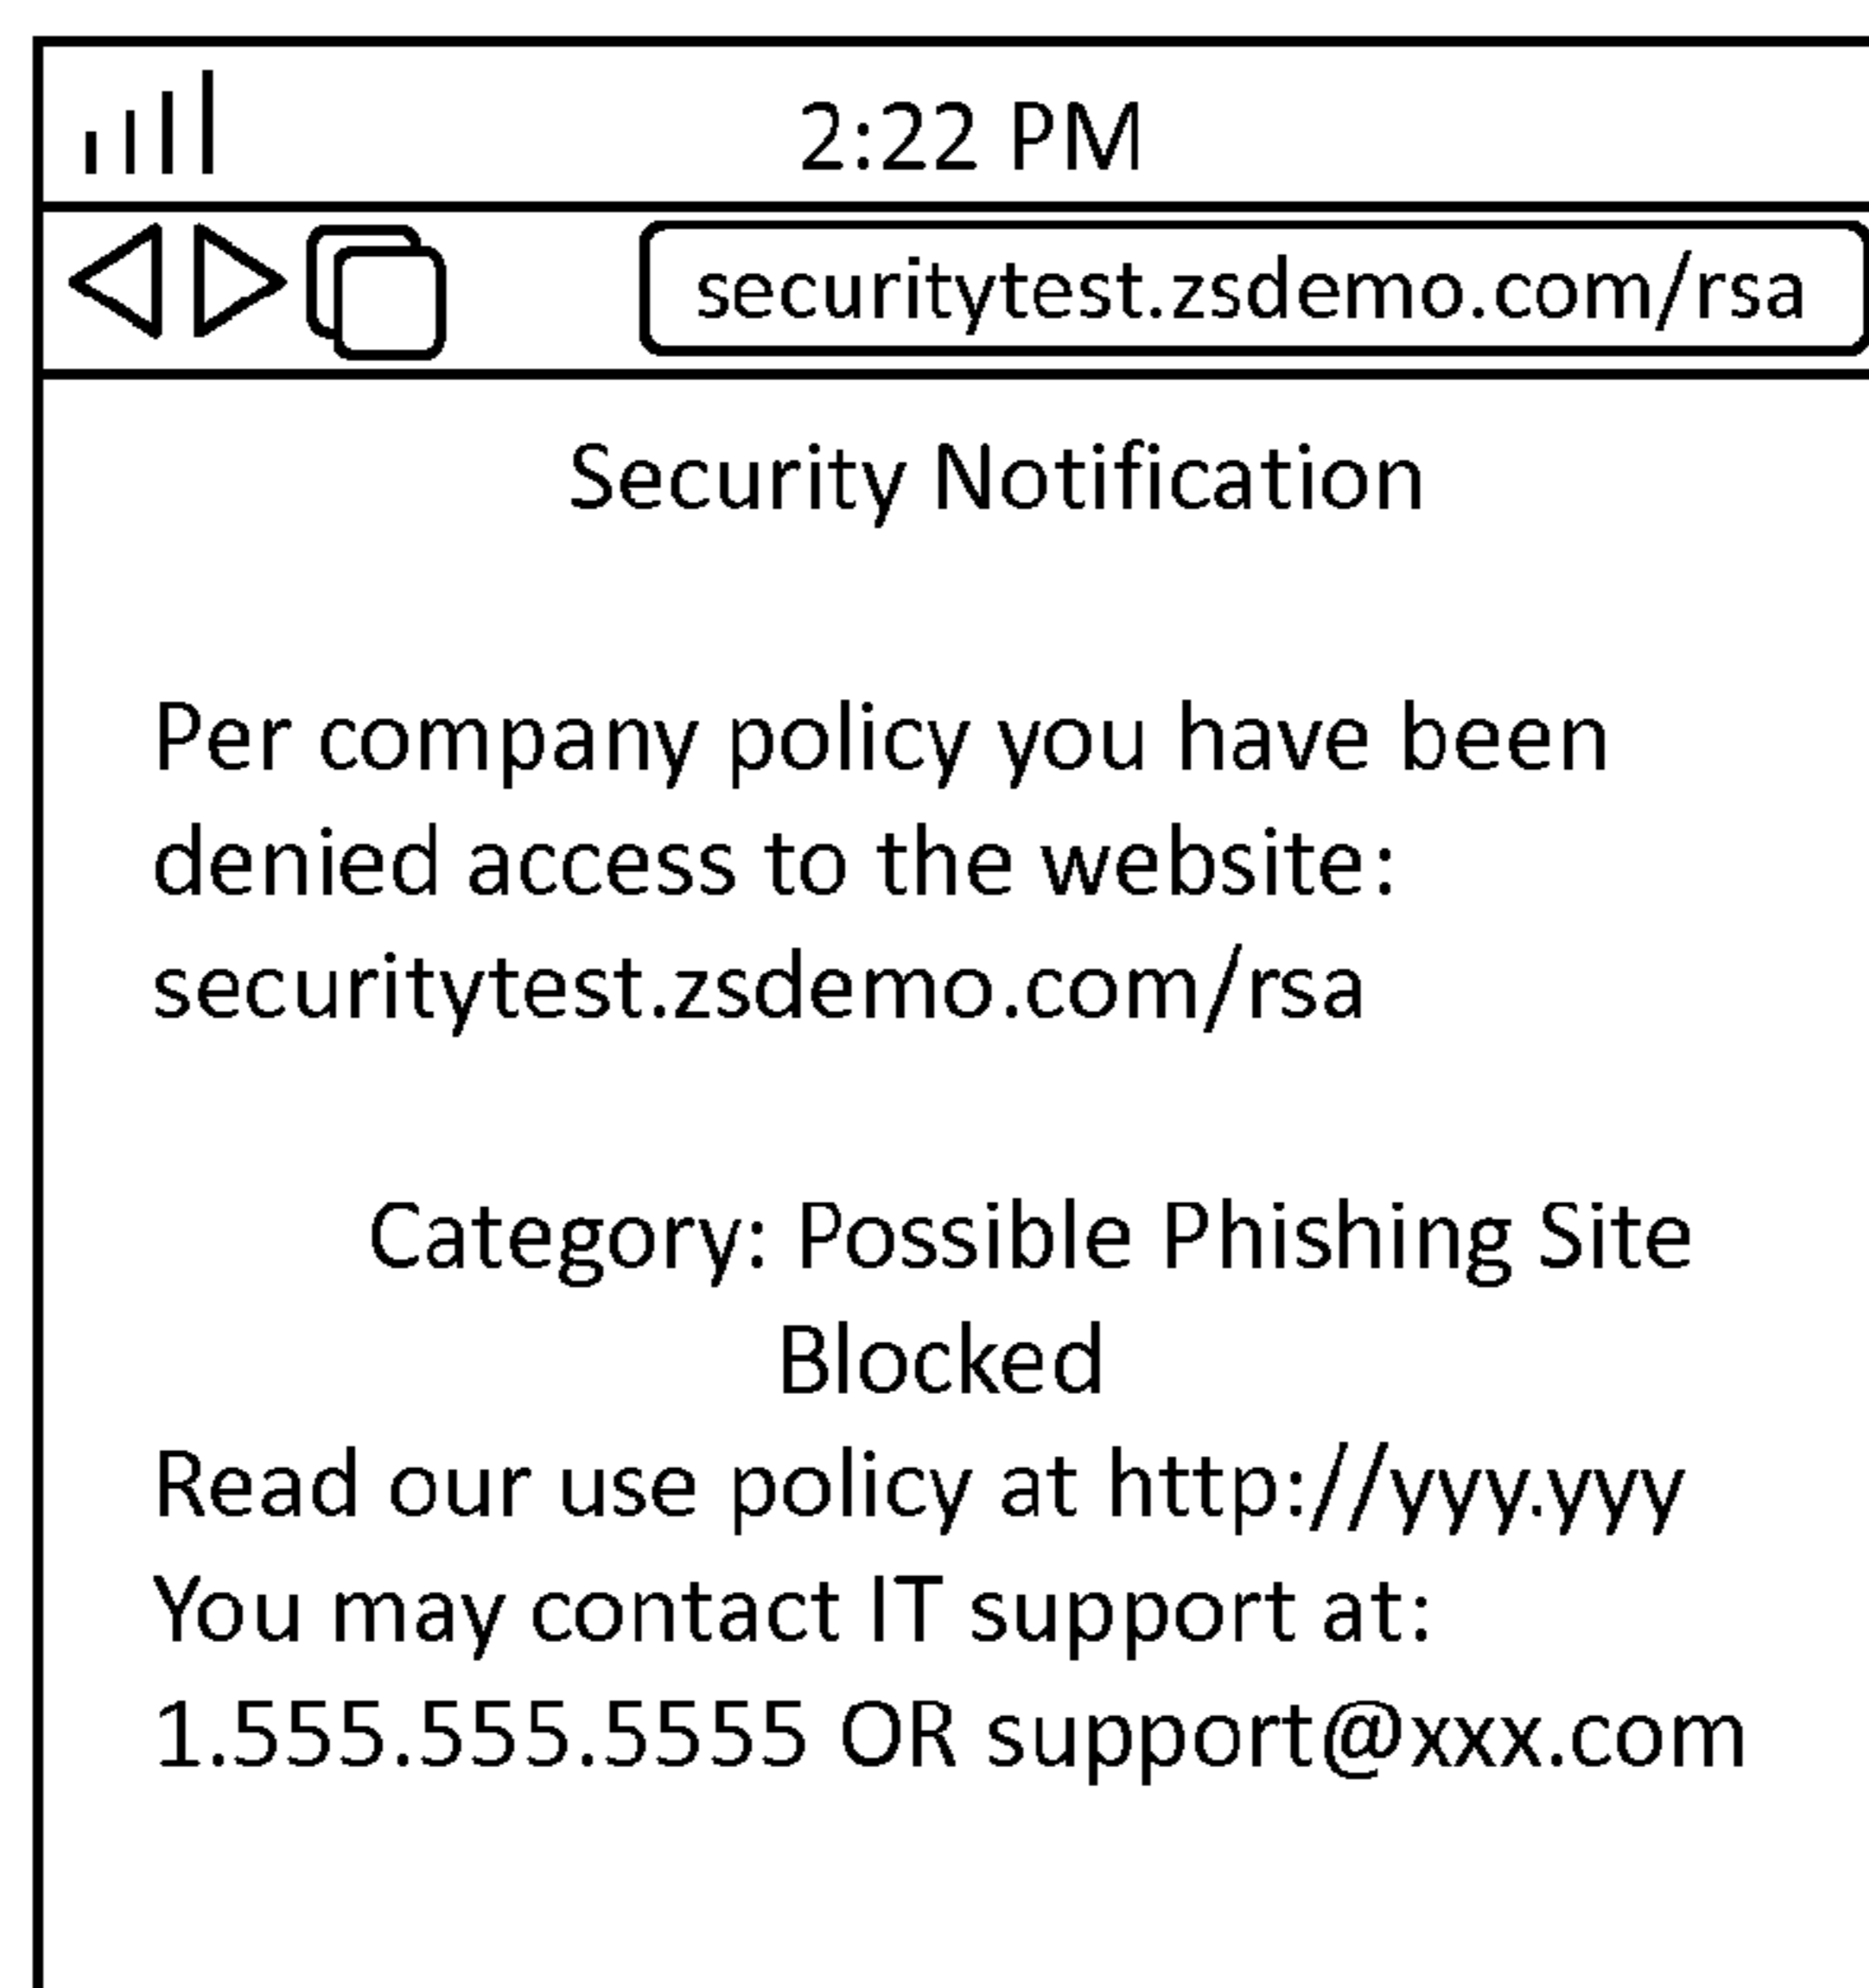 2:22 PM
securitytest.zsdemo.com/rsa
Security Notification
Per company policy you have been
denied access to the website:
securitytest.zsdemo.com/rsa
Category: Possible Phishing Site
Blocked
Read our use policy at http://yyy.yyy
You may contact IT support at:
1.555.555.5555 OR support@xxx.com